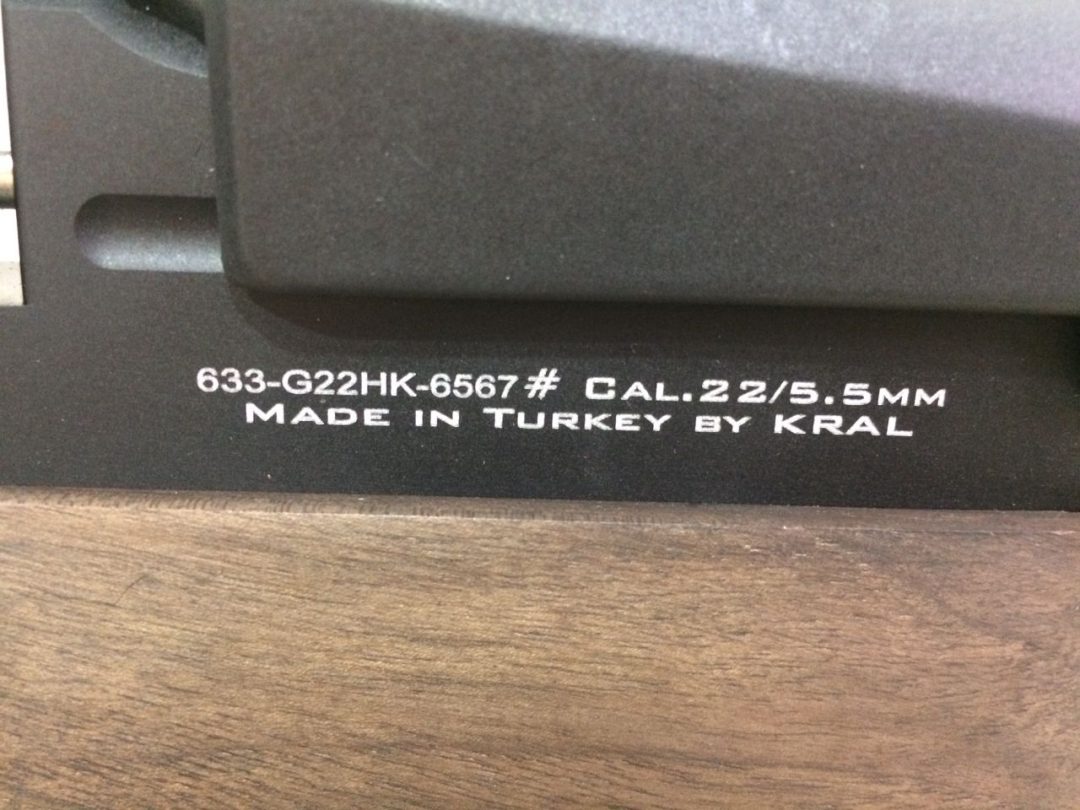 633-G22HK-6567# CAL.22/5.5MM
MADE IN TURKEY BY KRAL